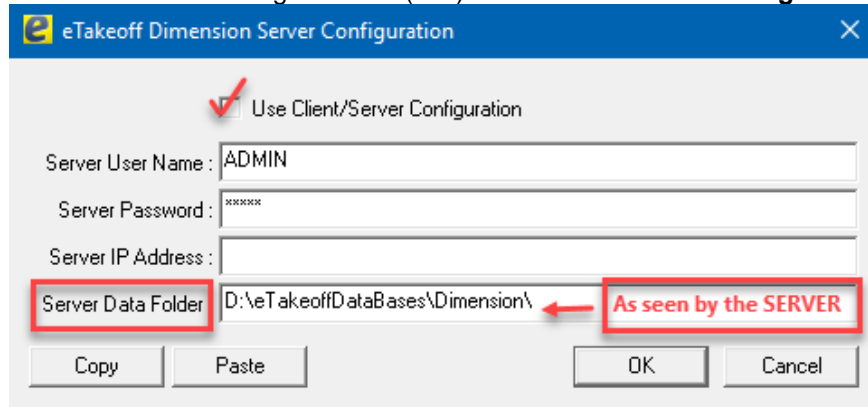 eTakeoff Dimension Server Configuration
Use Client/Server Configuration
Server User Name : ADMIN
Server Password : *****
Server IP Address :
Server Data Folder D:\eTakeoffDataBases\Dimension\ As seen by the SERVER
Copy Paste OK Cancel